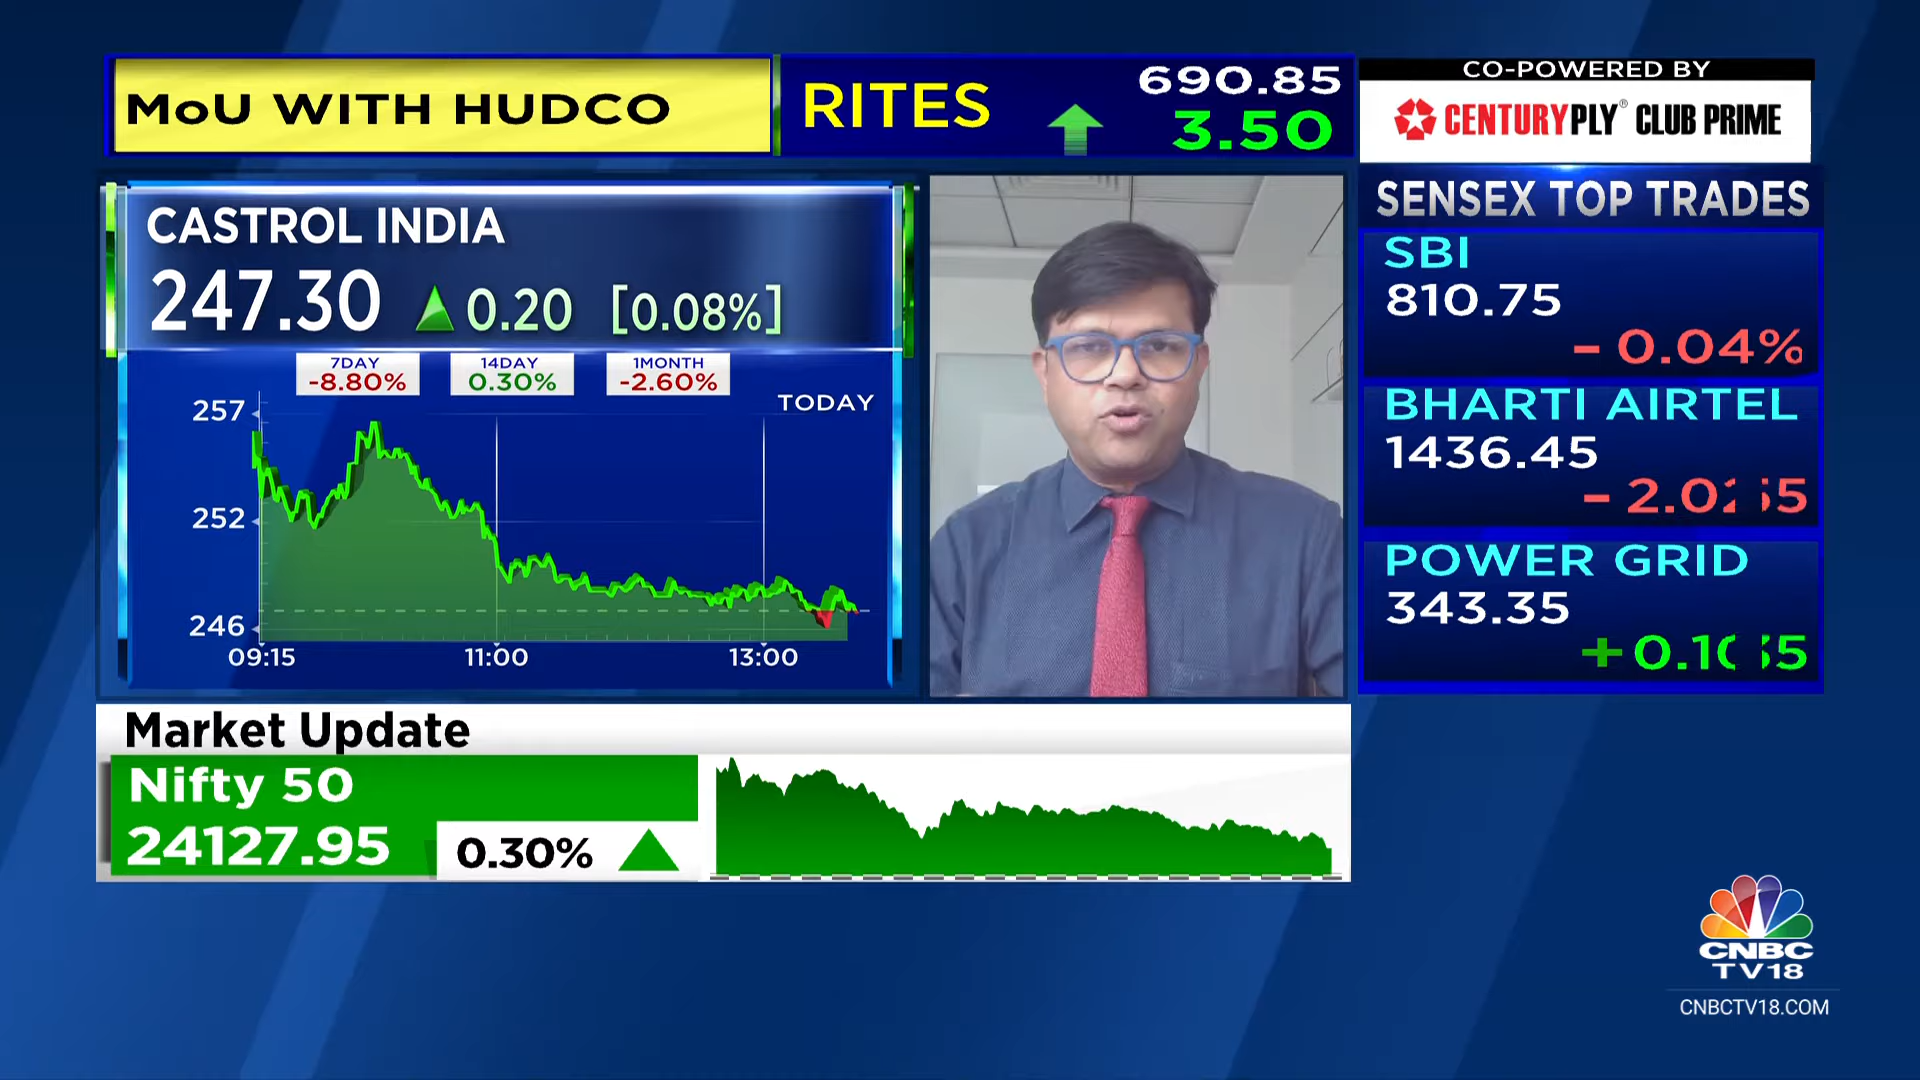 MoU WITH HUDCO
RITES
690.85
3.50
CO-POWERED BY
CENTURYPLY® CLUB PRIME
CASTROL INDIA
247.30 0.20 [0.08%]
7DAY
-8.80%
14DAY
0.30%
1MONTH
-2.60%
TODAY
257
252
246
09:15 11:00 13:00
SENSEX TOP TRADES
SBI
810.75
- 0.04%
BHARTI AIRTEL
1436.45
POWER GRID
343.35
Market Update
Nifty 50
24127.95
0.30%
CNBC
TV18
CNBCTV18.COM